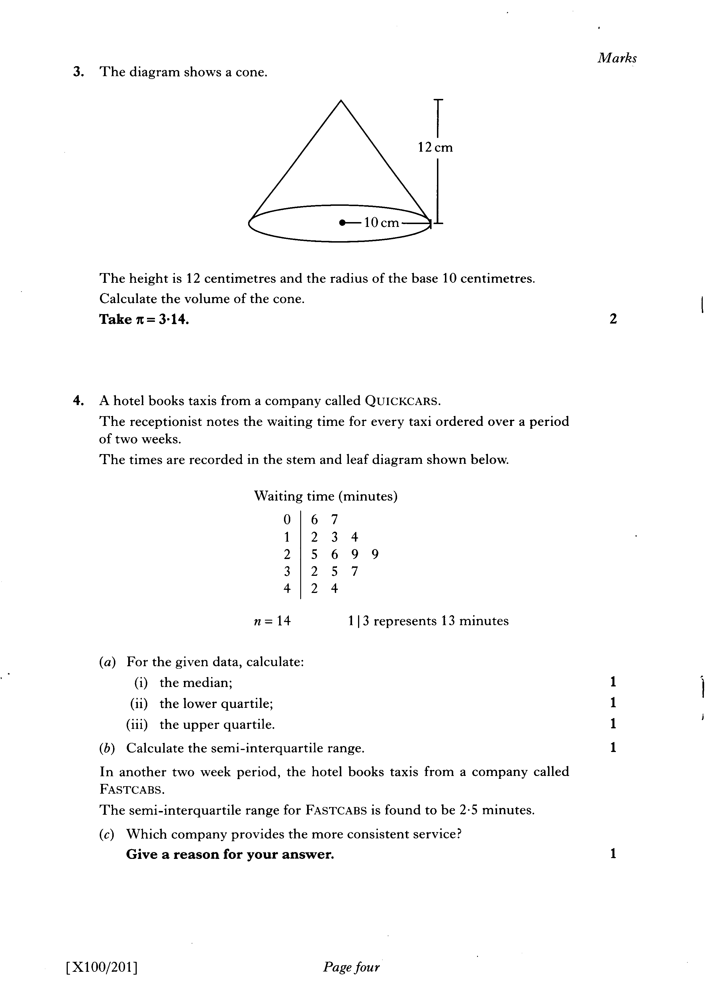 Marks
3. The diagram shows a cone.
12 cm
10 cm
The height is 12 centimetres and the radius of the base 10 centimetres.
Calculate the volume of the cone.
Take π = 3·14. 2
4. A hotel books taxis from a company called QUICKCARS.
The receptionist notes the waiting time for every taxi ordered over a period
of two weeks.
The times are recorded in the stem and leaf diagram shown below.
Waiting time (minutes)
0 | 6 7
1 | 2 3 4
2 | 5 6 9 9
3 | 2 5 7
4 | 2 4
n = 14 1 | 3 represents 13 minutes
(a) For the given data, calculate:
(i) the median; 1
(ii) the lower quartile; 1
(iii) the upper quartile. 1
(b) Calculate the semi-interquartile range. 1
In another two week period, the hotel books taxis from a company called
FASTCABS.
The semi-interquartile range for FASTCABS is found to be 2·5 minutes.
(c) Which company provides the more consistent service?
Give a reason for your answer. 1
[X100/201] Page four